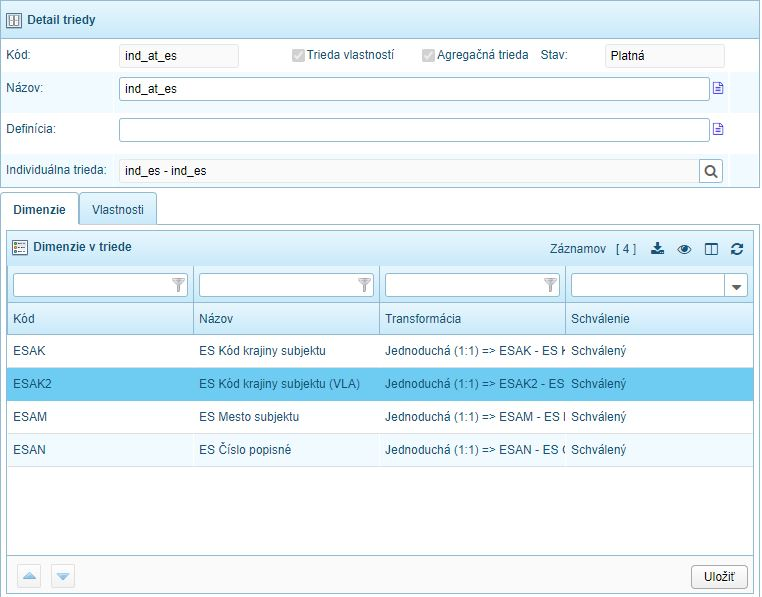 Detail triedy
Kód: ind_at_es Trieda vlastností Agregačná trieda Stav: Platná
Názov: ind_at_es
Definícia:
Individuálna trieda: ind_es - ind_es
Dimenzie Vlastnosti
Dimenzie v triede Záznamov [ 4 ]
Kód Názov Transformácia Schválenie
ESAK ES Kód krajiny subjektu Jednoduchá (1:1) => ESAK - ES Schválený
ESAK2 ES Kód krajiny subjektu (VLA) Jednoduchá (1:1) => ESAK2 - ES Schválený
ESAM ES Mesto subjektu Jednoduchá (1:1) => ESAM - ES Schválený
ESAN ES Číslo popisné Jednoduchá (1:1) => ESAN - ES Schválený
Uložiť